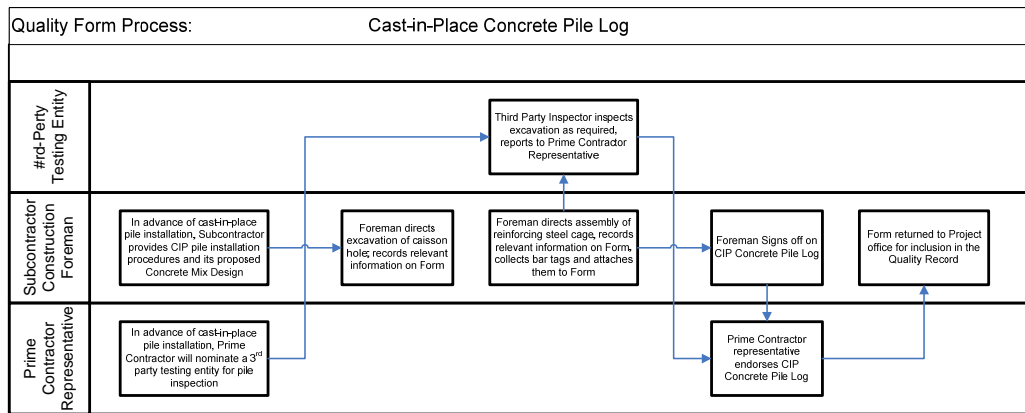 Quality Form Process: Cast-in-Place Concrete Pile Log
#rd-Perty
Testing Entity
Third Party Inspector inspects
excavation as required,
reports to Prime Contractor
Representative
Subcontractor
Construction
Foreman
In advance of cast-in-place
pile installation, Subcontractor
provides CIP pile installation
procedures and its proposed
Concrete Mix Design
Foreman directs
excavation of caisson
hole; records relevant
information on Form
Foreman directs assembly of
reinforcing steel cage, records
relevant information on Form,
collects bar tags and attaches
them to Form
Foreman Signs off on
CIP Concrete Pile Log
Form returned to Project
office for inclusion in the
Quality Record
Prime
Contractor
Representative
In advance of cast-in-place
pile installation, Prime
Contractor will nominate a 3rd
party testing entity for pile
inspection
Prime Contractor
representative
endorses CIP
Concrete Pile Log